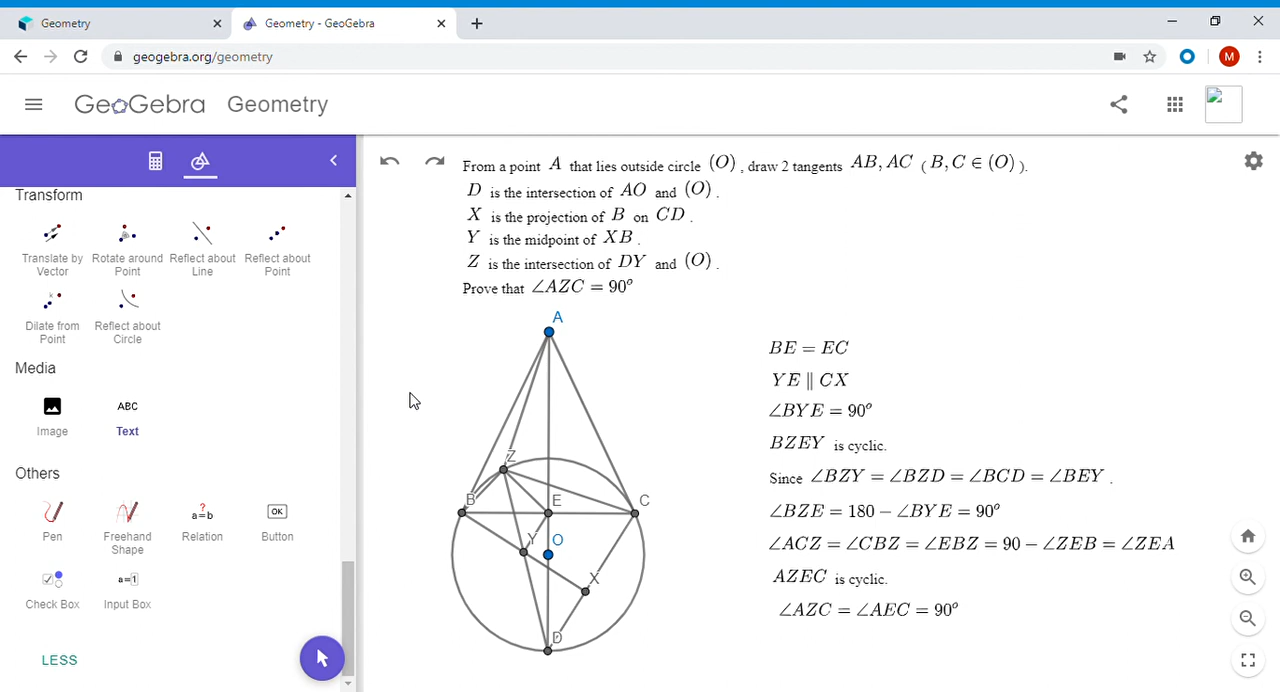 Geometry
Geometry - GeoGebra
geogebra.org/geometry
M
GeoGebra Geometry
Transform
Translate by Vector
Rotate around Point
Reflect about Line
Reflect about Point
Dilate from Point
Reflect about Circle
Media
Image
ABC
Text
Others
Pen
Freehand Shape
? a=b
Relation
OK
Button
Check Box
a=1
Input Box
LESS
From a point A that lies outside circle (O) , draw 2 tangents AB, AC ( B, C ∈ (O) ).
D is the intersection of AO and (O) .
X is the projection of B on CD .
Y is the midpoint of XB .
Z is the intersection of DY and (O) .
Prove that ∠AZC = 90°
A
Z
B
E
C
Y
O
X
D
BE = EC
YE ∥ CX
∠BYE = 90°
BZEY is cyclic.
Since ∠BZY = ∠BZD = ∠BCD = ∠BEY .
∠BZE = 180 − ∠BYE = 90°
∠ACZ = ∠CBZ = ∠EBZ = 90 − ∠ZEB = ∠ZEA
AZEC is cyclic.
∠AZC = ∠AEC = 90°